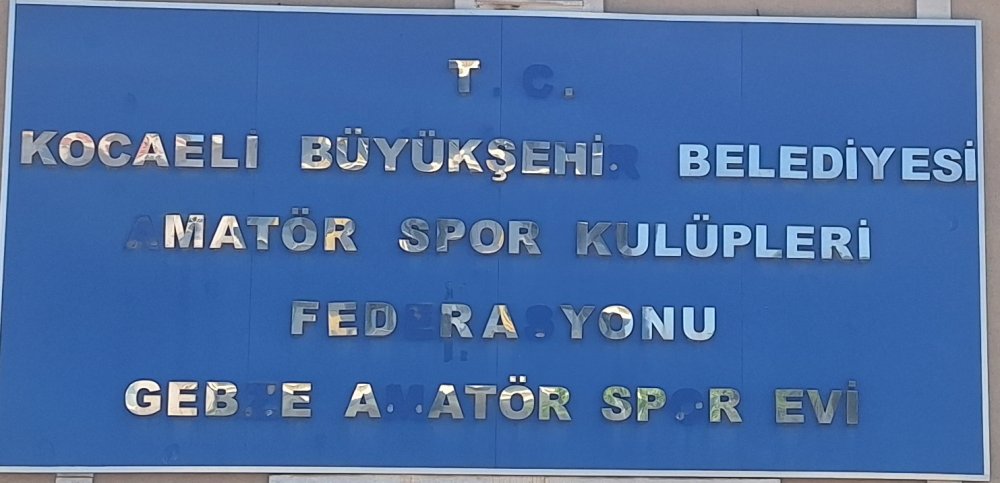 T.C.
KOCAELİ BÜYÜKŞEHİR BELEDİYESİ
AMATÖR SPOR KULÜPLERİ
FEDERASYONU
GEBZE AMATÖR SPOR EVİ